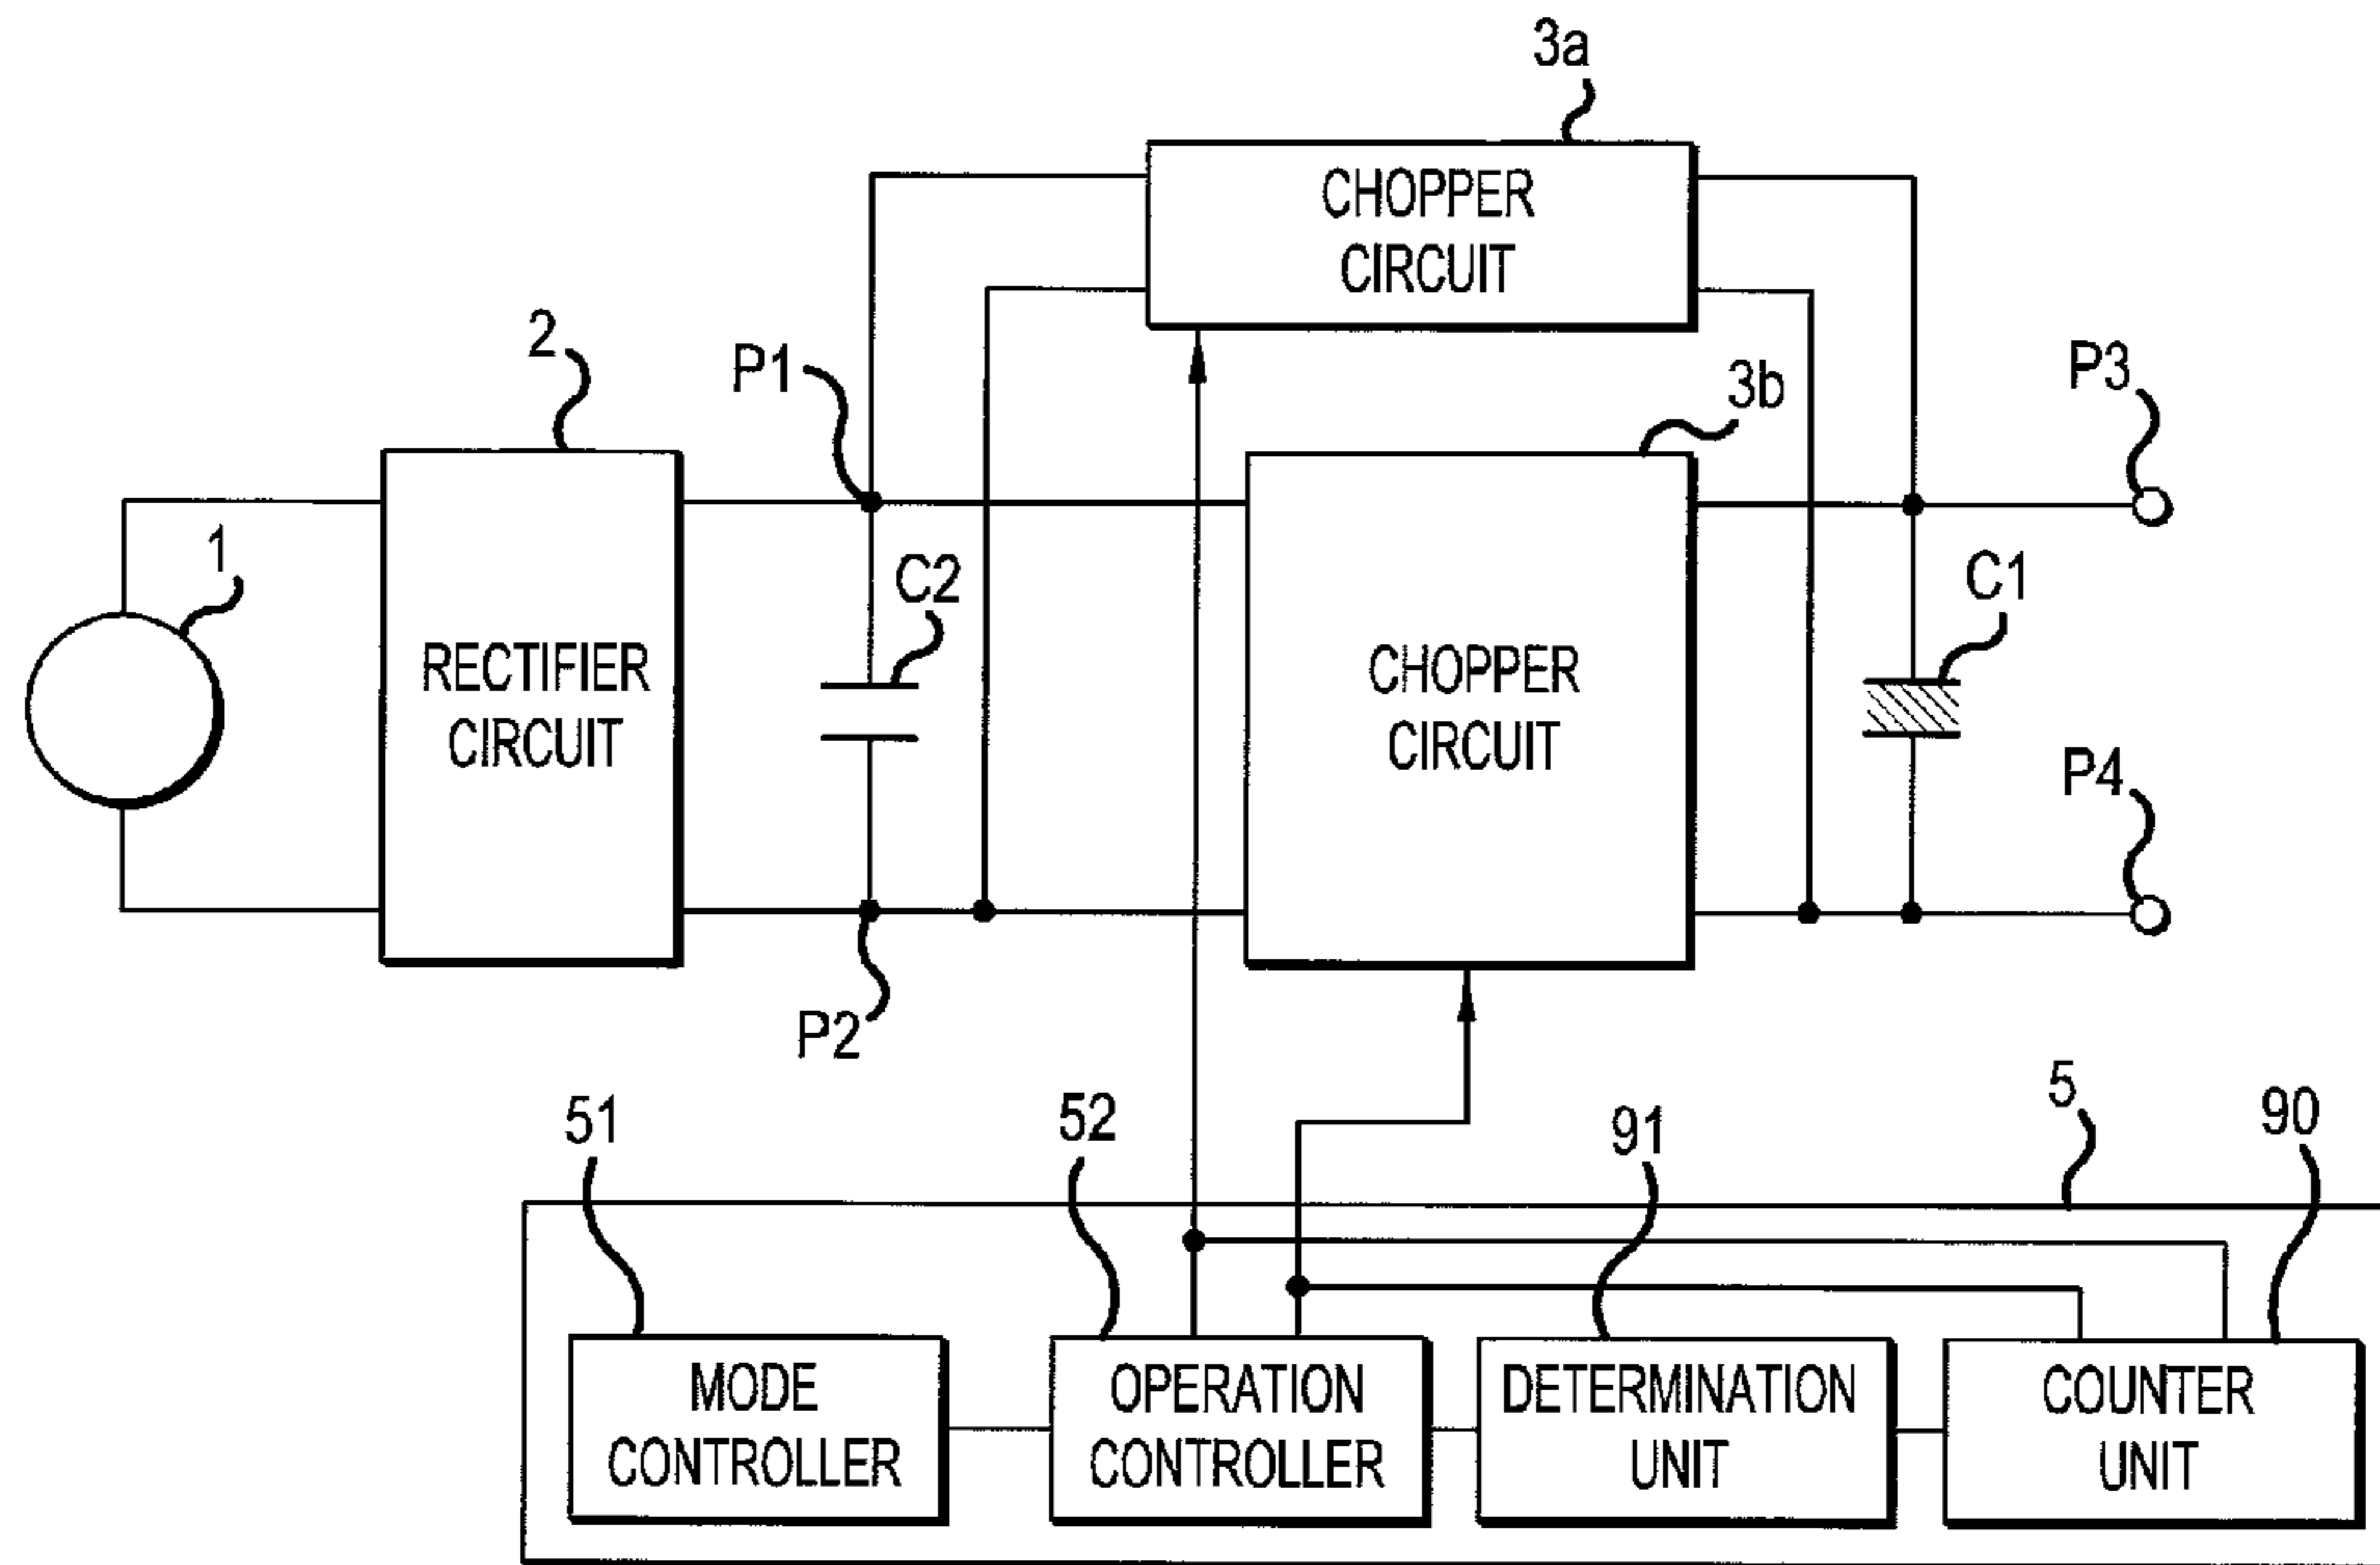 3a
CHOPPER
CIRCUIT
2
P1
3b
P3
1
C2
C1
RECTIFIER
CIRCUIT
CHOPPER
CIRCUIT
P4
P2
51
52
91
5
90
MODE
CONTROLLER
OPERATION
CONTROLLER
DETERMINATION
UNIT
COUNTER
UNIT